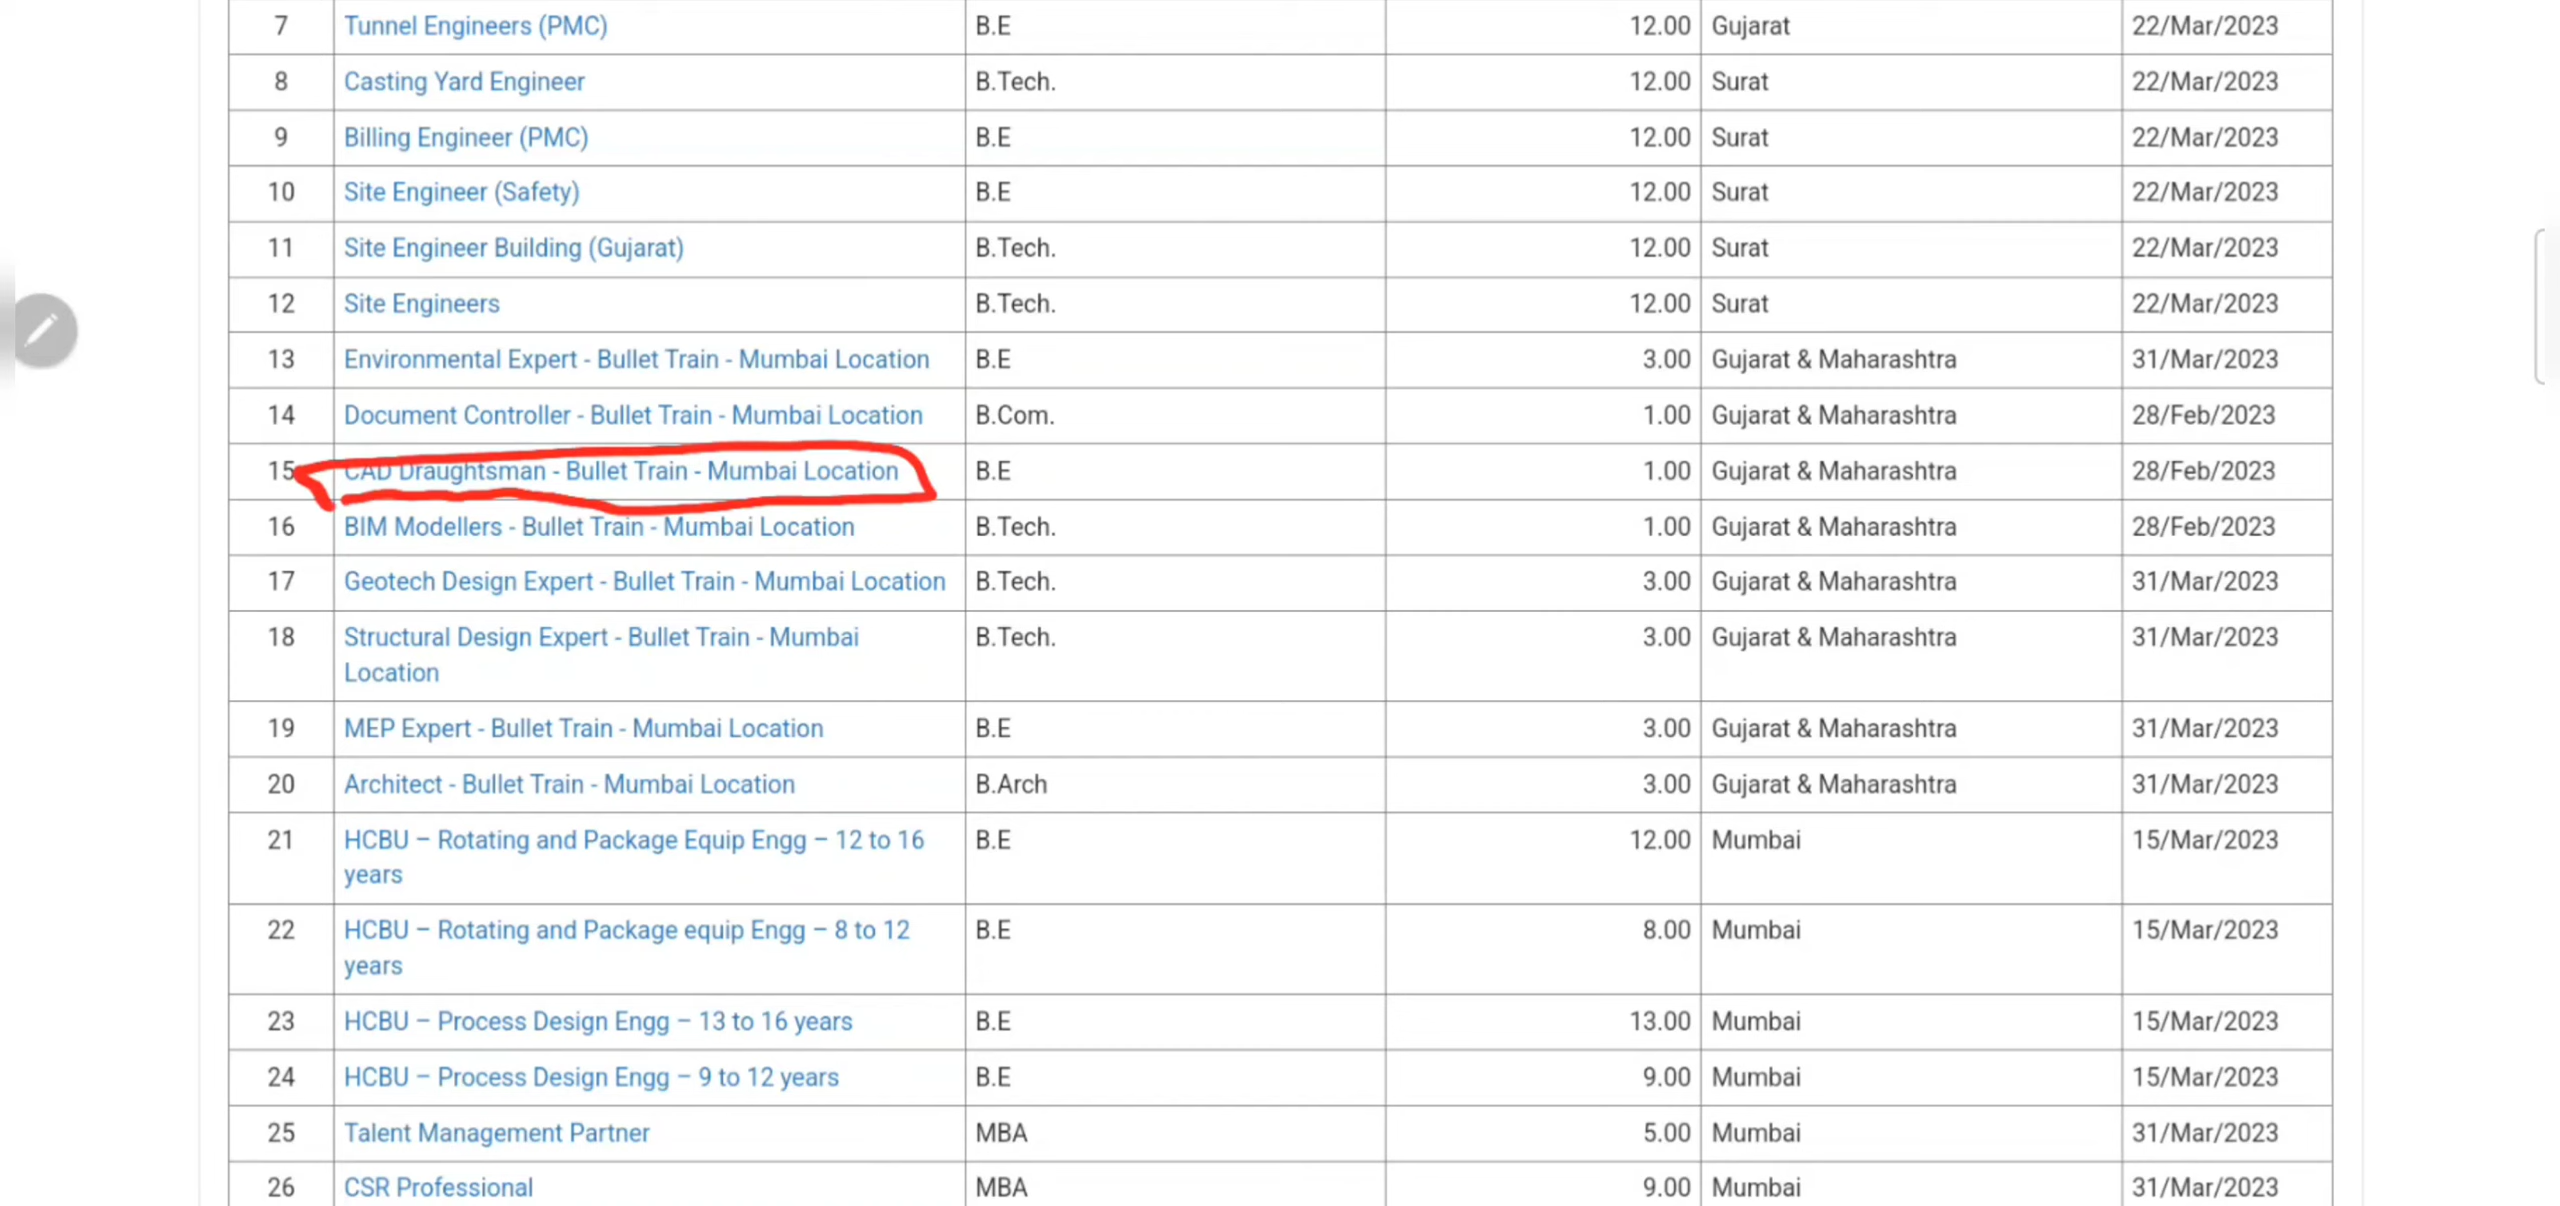 7 Tunnel Engineers (PMC) B.E 12.00 Gujarat 22/Mar/2023
8 Casting Yard Engineer B.Tech. 12.00 Surat 22/Mar/2023
9 Billing Engineer (PMC) B.E 12.00 Surat 22/Mar/2023
10 Site Engineer (Safety) B.E 12.00 Surat 22/Mar/2023
11 Site Engineer Building (Gujarat) B.Tech. 12.00 Surat 22/Mar/2023
12 Site Engineers B.Tech. 12.00 Surat 22/Mar/2023
13 Environmental Expert - Bullet Train - Mumbai Location B.E 3.00 Gujarat & Maharashtra 31/Mar/2023
14 Document Controller - Bullet Train - Mumbai Location B.Com. 1.00 Gujarat & Maharashtra 28/Feb/2023
15 CAD Draughtsman - Bullet Train - Mumbai Location B.E 1.00 Gujarat & Maharashtra 28/Feb/2023
16 BIM Modellers - Bullet Train - Mumbai Location B.Tech. 1.00 Gujarat & Maharashtra 28/Feb/2023
17 Geotech Design Expert - Bullet Train - Mumbai Location B.Tech. 3.00 Gujarat & Maharashtra 31/Mar/2023
18 Structural Design Expert - Bullet Train - Mumbai B.Tech. 3.00 Gujarat & Maharashtra 31/Mar/2023
Location
19 MEP Expert - Bullet Train - Mumbai Location B.E 3.00 Gujarat & Maharashtra 31/Mar/2023
20 Architect - Bullet Train - Mumbai Location B.Arch 3.00 Gujarat & Maharashtra 31/Mar/2023
21 HCBU – Rotating and Package Equip Engg – 12 to 16 B.E 12.00 Mumbai 15/Mar/2023
years
22 HCBU – Rotating and Package equip Engg – 8 to 12 B.E 8.00 Mumbai 15/Mar/2023
years
23 HCBU – Process Design Engg – 13 to 16 years B.E 13.00 Mumbai 15/Mar/2023
24 HCBU – Process Design Engg – 9 to 12 years B.E 9.00 Mumbai 15/Mar/2023
25 Talent Management Partner MBA 5.00 Mumbai 31/Mar/2023
26 CSR Professional MBA 9.00 Mumbai 31/Mar/2023